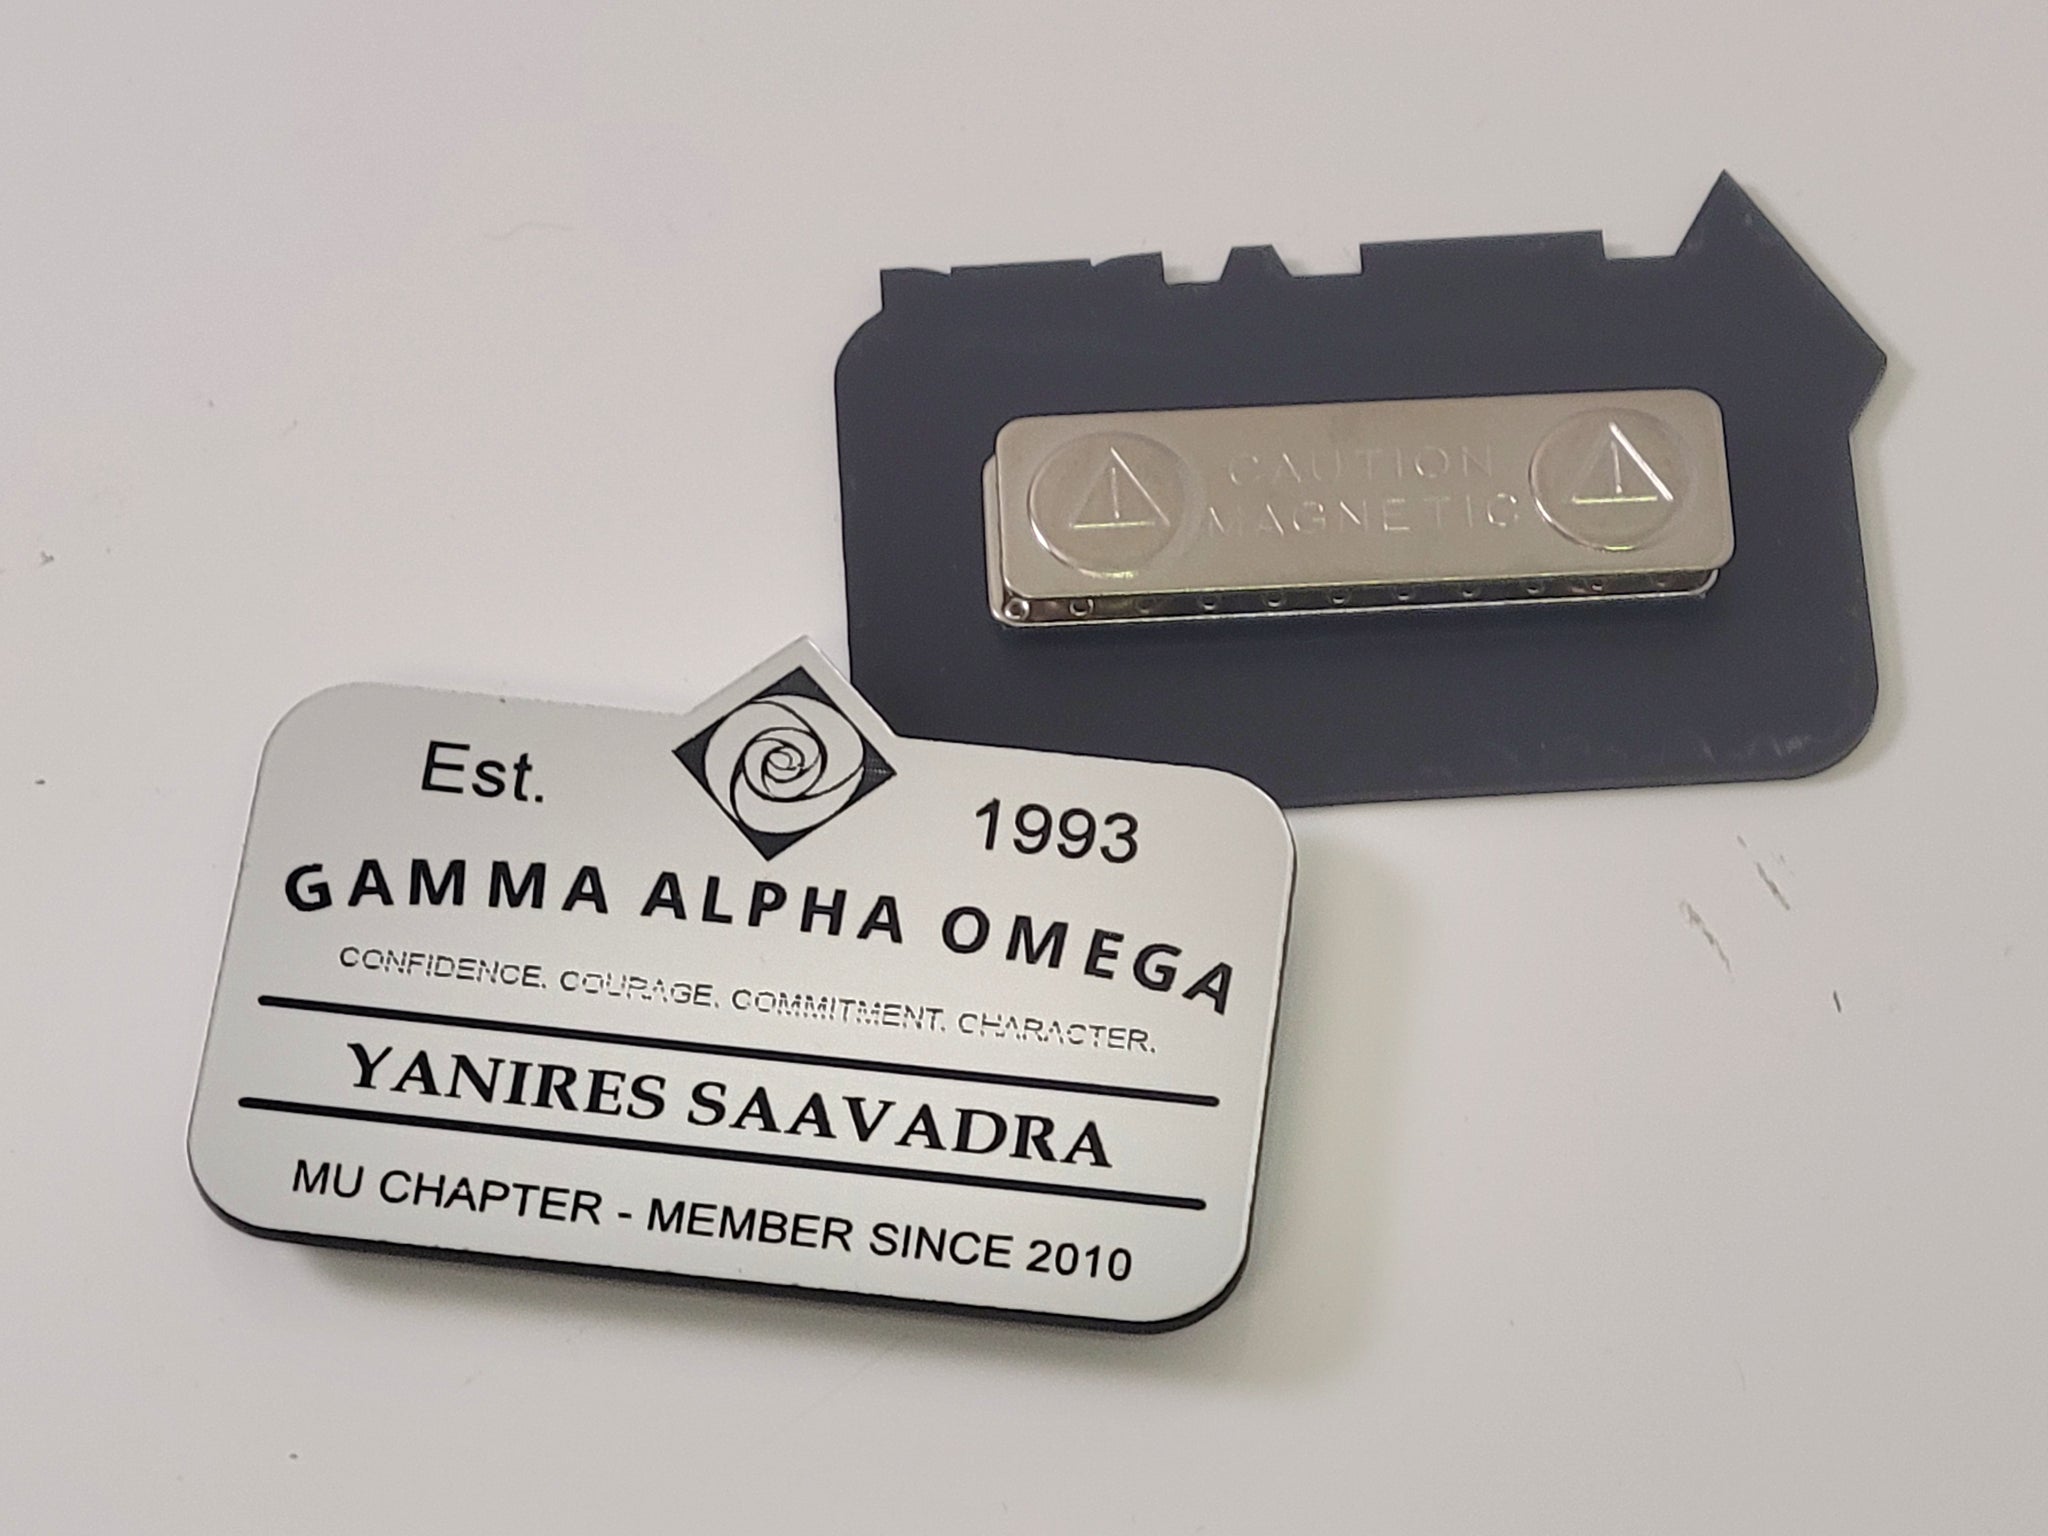 CAUTION
MAGNETIC
Est. 1993
GAMMA ALPHA OMEGA
CONFIDENCE. COURAGE. COMMITMENT. CHARACTER.
YANIRES SAAVADRA
MU CHAPTER - MEMBER SINCE 2010